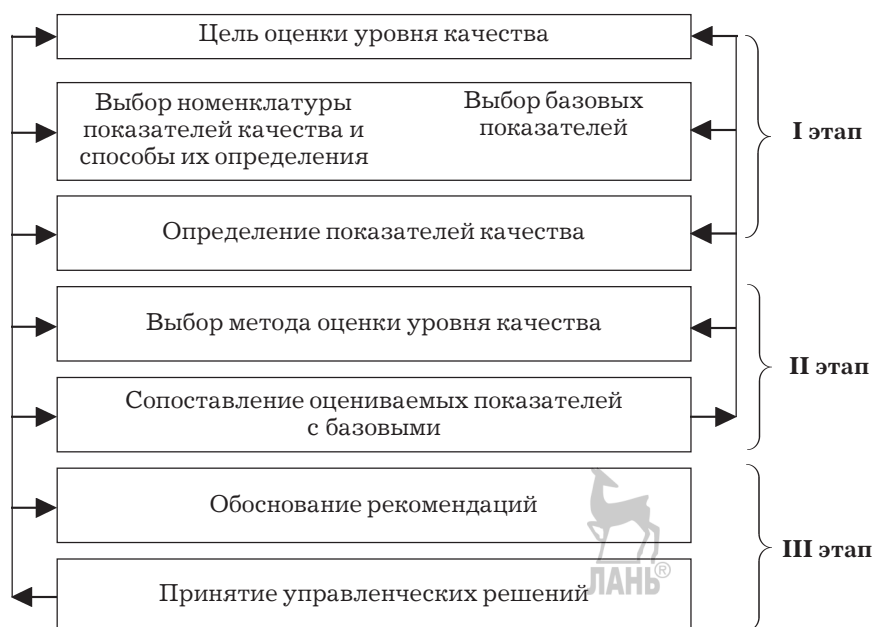 Цель оценки уровня качества
Выбор номенклатуры
показателей качества и
способы их определения
Выбор базовых
показателей
I этап
Определение показателей качества
Выбор метода оценки уровня качества
II этап
Сопоставление оцениваемых показателей
с базовыми
Обоснование рекомендаций
III этап
ЛАНЬ®
Принятие управленческих решений